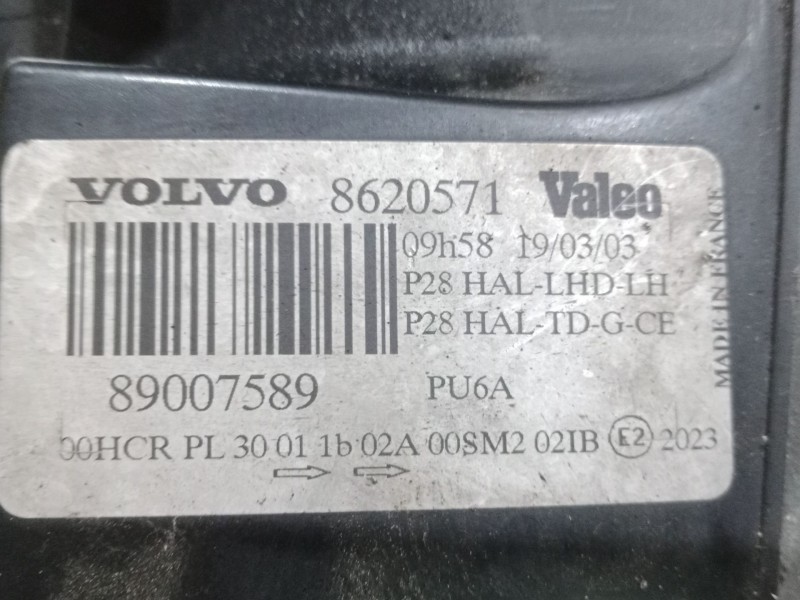 VOLVO 8620571 Valeo
09h58 19/03/03
P28 HAL-LHD-LH
P28 HAL-TD-G-CE
89007589 PU6A
00HCR PL 30 01 1b 02A 00SM2 02IB E2 2023
MADE IN FRANCE